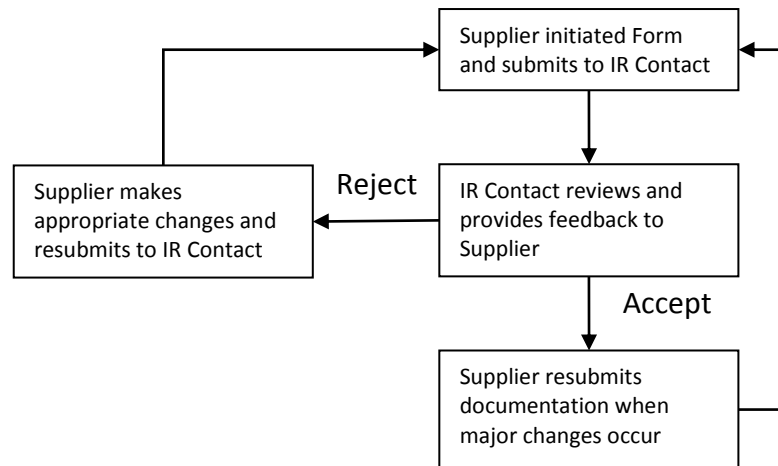 Supplier initiated Form
and submits to IR Contact
Supplier makes
appropriate changes and
resubmits to IR Contact
Reject
IR Contact reviews and
provides feedback to
Supplier
Accept
Supplier resubmits
documentation when
major changes occur